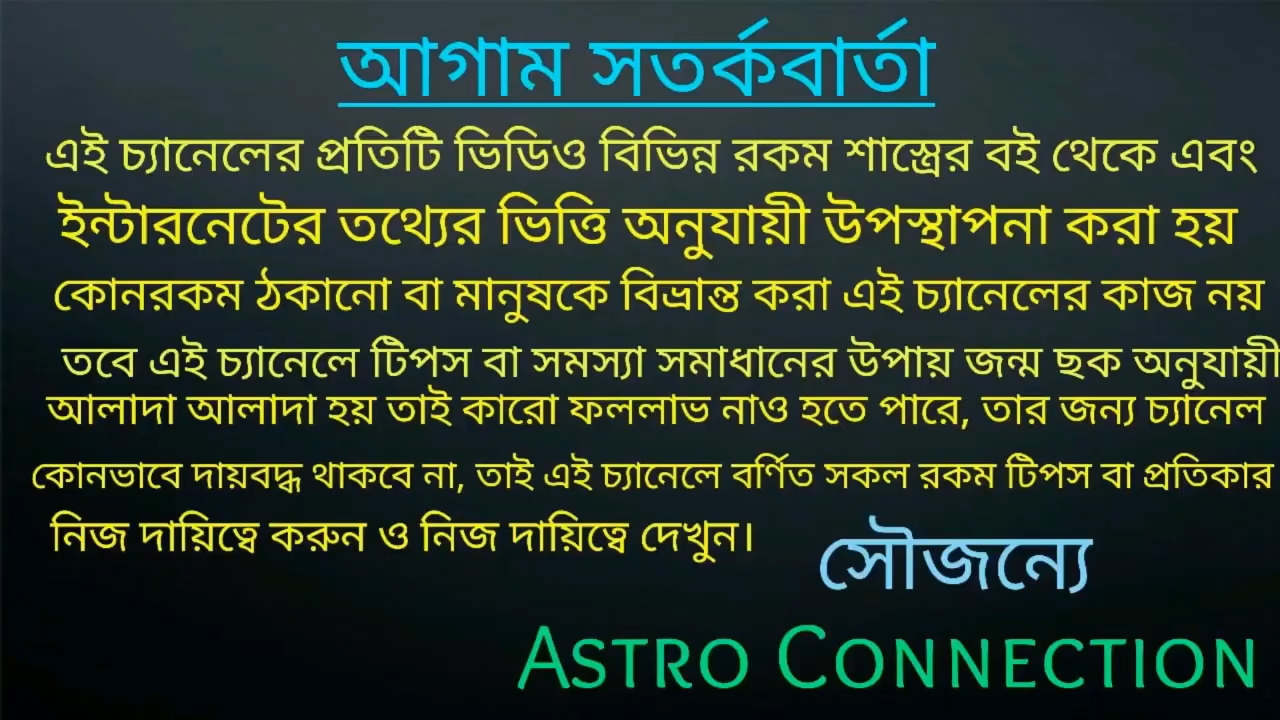 আগাম সতর্কবার্তা
এই চ্যানেলের প্রতিটি ভিডিও বিভিন্ন রকম শাস্ত্রের বই থেকে এবং
ইন্টারনেটের তথ্যের ভিত্তি অনুযায়ী উপস্থাপনা করা হয়
কোনরকম ঠকানো বা মানুষকে বিভ্রান্ত করা এই চ্যানেলের কাজ নয়
তবে এই চ্যানেলে টিপস বা সমস্যা সমাধানের উপায় জন্ম ছক অনুযায়ী
আলাদা আলাদা হয় তাই কারো ফললাভ নাও হতে পারে, তার জন্য চ্যানেল
কোনভাবে দায়বদ্ধ থাকবে না, তাই এই চ্যানেলে বর্ণিত সকল রকম টিপস বা প্রতিকার
নিজ দায়িত্বে করুন ও নিজ দায়িত্বে দেখুন।
সৌজন্যে
ASTRO CONNECTION